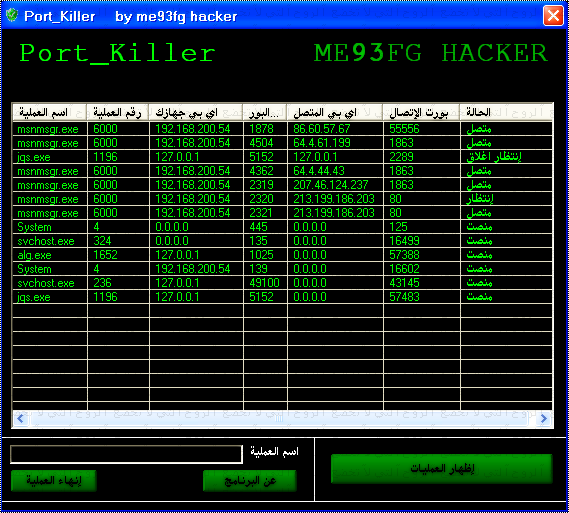 Port_Killer by me93fg hacker
Port_Killer ME93FG HACKER
اسم العملية رقم العملية اي بي جهازك البور... اي بي المتصل بورت الإتصال الحالة
msnmsgr.exe 6000 192.168.200.54 1878 86.60.57.67 55556 متصل
msnmsgr.exe 6000 192.168.200.54 4504 64.4.61.199 1863 متصل
jqs.exe 1196 127.0.0.1 5152 127.0.0.1 2289 إنتظار اغلاق
msnmsgr.exe 6000 192.168.200.54 4362 64.4.44.43 1863 متصل
msnmsgr.exe 6000 192.168.200.54 2319 207.46.124.237 1863 متصل
msnmsgr.exe 6000 192.168.200.54 2320 213.199.186.203 80 إنتظار
msnmsgr.exe 6000 192.168.200.54 2321 213.199.186.203 80 متصل
System 4 0.0.0.0 445 0.0.0.0 125 منصت
svchost.exe 324 0.0.0.0 135 0.0.0.0 16499 منصت
alg.exe 1652 127.0.0.1 1025 0.0.0.0 57388 منصت
System 4 192.168.200.54 139 0.0.0.0 16602 منصت
svchost.exe 236 127.0.0.1 49100 0.0.0.0 43145 منصت
jqs.exe 1196 127.0.0.1 5152 0.0.0.0 57483 منصت
اسم العملية
إنهاء العملية عن البرنامج إظهار العمليات